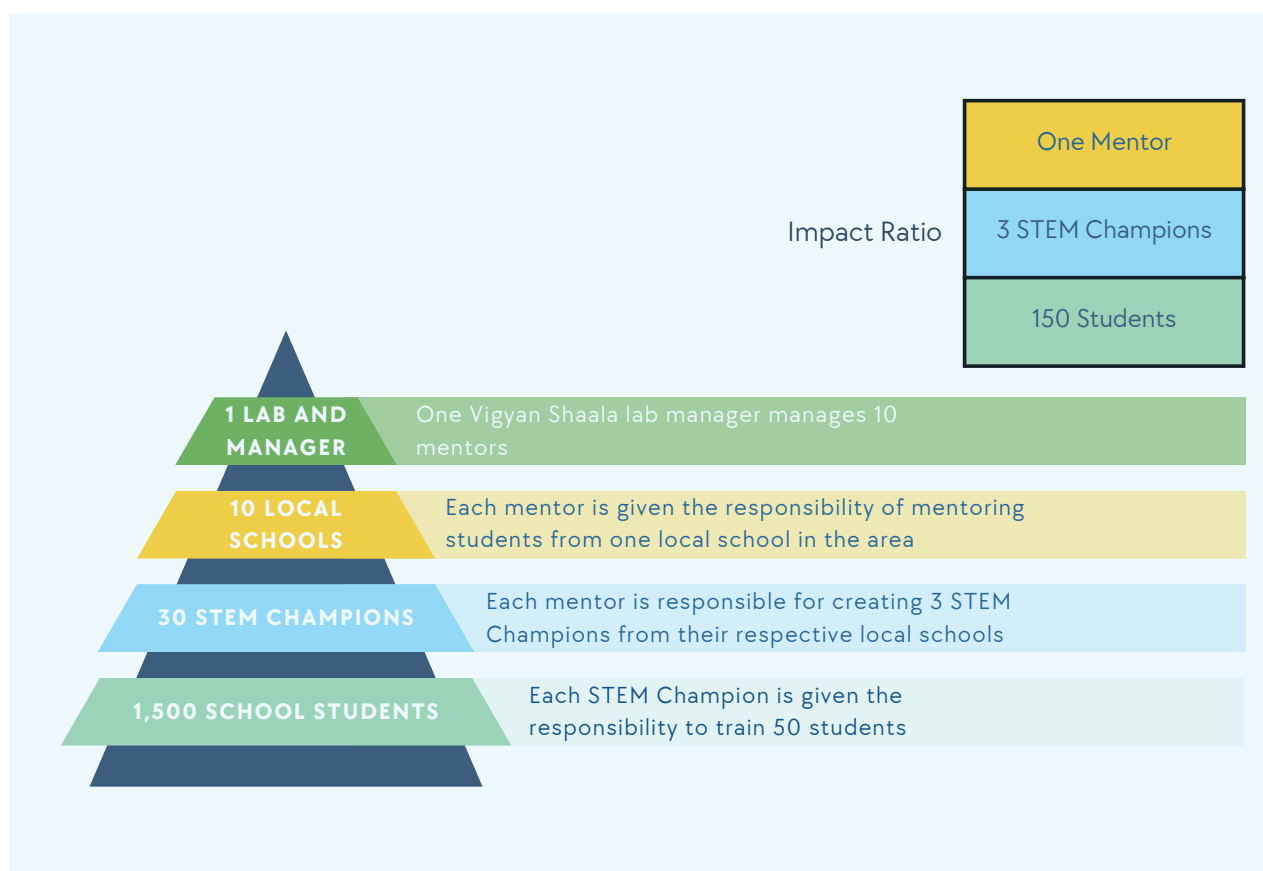 One Mentor
Impact Ratio
3 STEM Champions
150 Students
1 LAB AND
MANAGER
One Vigyan Shaala lab manager manages 10
mentors
10 LOCAL
SCHOOLS
Each mentor is given the responsibility of mentoring
students from one local school in the area
30 STEM CHAMPIONS
Each mentor is responsible for creating 3 STEM
Champions from their respective local schools
1,500 SCHOOL STUDENTS
Each STEM Champion is given the
responsibility to train 50 students